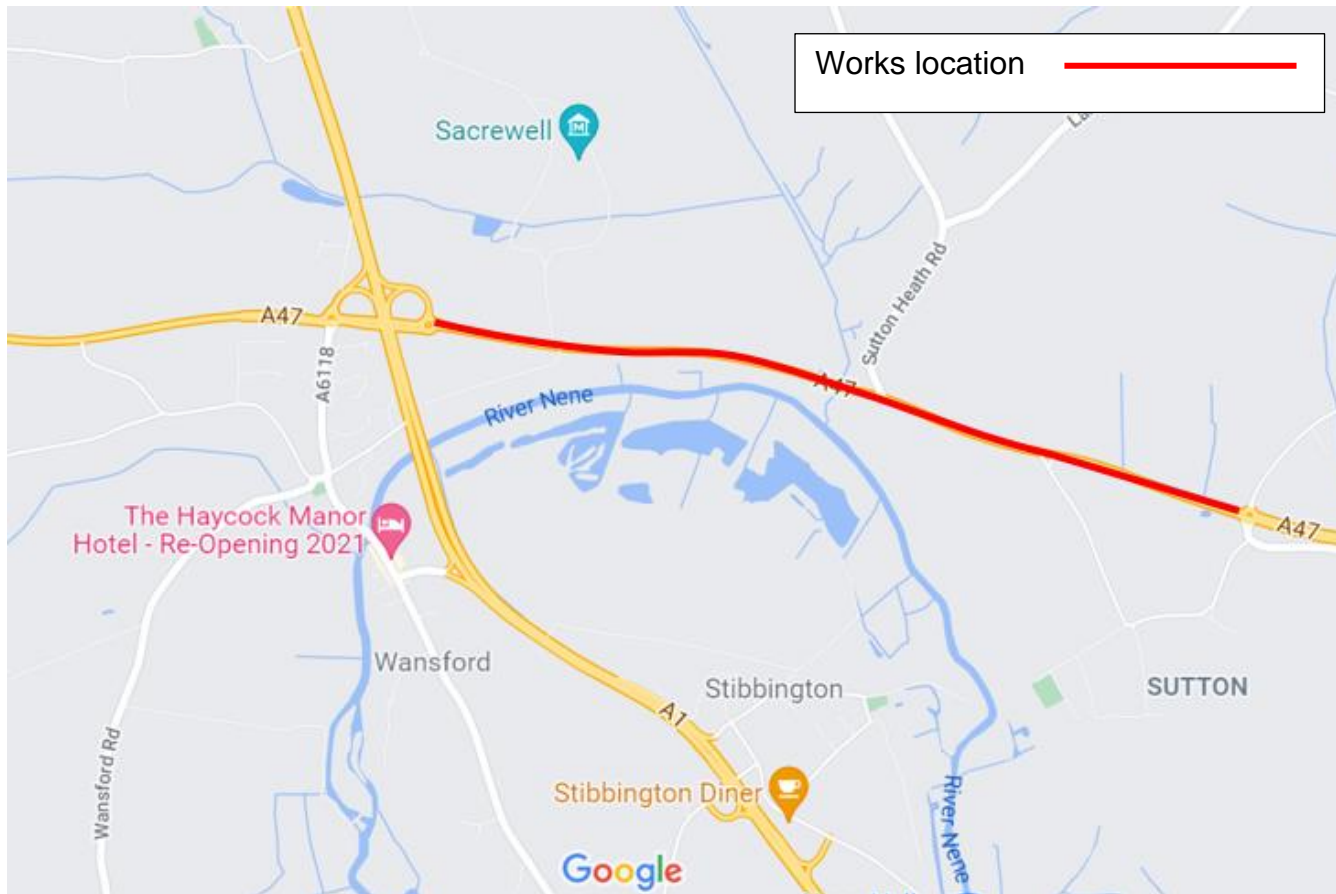 Works location
Sacrewell
La
Sutton Heath Rd
A47
A6118
A47
River Nene
The Haycock Manor
Hotel - Re-Opening 2021
A47
Wansford
Stibbington
SUTTON
A1
Wansford Rd
Stibbington Diner
River Nene
Google